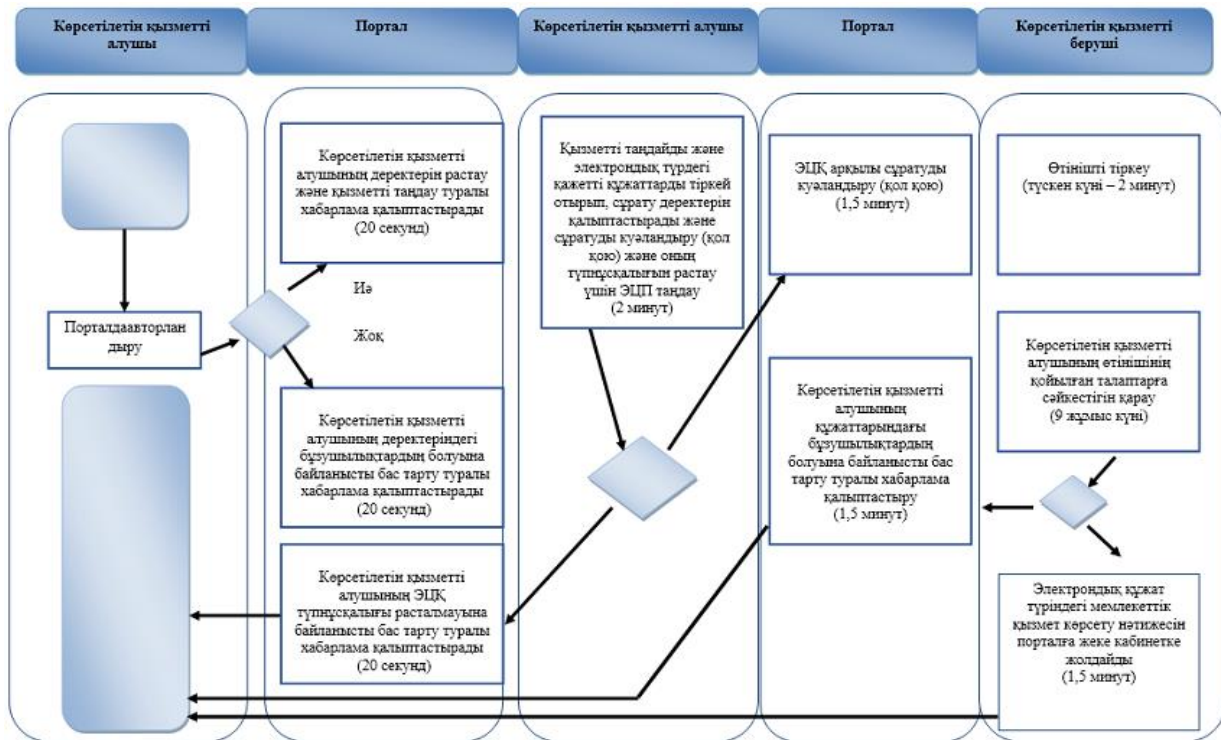 Көрсетілетін қызметті
алушы
Портал
Көрсетілетін қызметті алушы
Портал
Көрсетілетін қызметті
беруші
Порталдаавторлан
дыру
Көрсетілетін қызметті
алушының деректерін растау
және қызметті таңдау туралы
хабарлама қалыптастырады
(20 секунд)
Иә
Жоқ
Көрсетілетін қызметті
алушының деректеріндегі
бұзушылықтардың болуына
байланысты бас тарту туралы
хабарлама қалыптастырады
(20 секунд)
Көрсетілетін қызметті
алушының ЭЦҚ
түпнұсқалығы расталмауына
байланысты бас тарту туралы
хабарлама қалыптастырады
(20 секунд)
Қызметті таңдайды және
электрондық түрдегі
қажетті құжаттарды тіркей
отырып, сұрату деректерін
қалыптастырады және
сұратуды куәландыру (қол
қою) және оның
түпнұсқалығын растау
үшін ЭЦП таңдау
(2 минут)
ЭЦҚ арқылы сұратуды
куәландыру (қол қою)
(1,5 минут)
Көрсетілетін қызметті
алушының
құжаттарындағы
бұзушылықтардың
болуына байланысты бас
тарту туралы хабарлама
қалыптастыру
(1,5 минут)
Өтінішті тіркеу
(түскен күні – 2 минут)
Көрсетілетін қызметті
алушының өтінішінің
қойылған талаптарға
сәйкестігін қарау
(9 жұмыс күні)
Электрондық құжат
түріндегі мемлекеттік
қызмет көрсету нәтижесін
порталға жеке кабинетке
жолдайды
(1,5 минут)